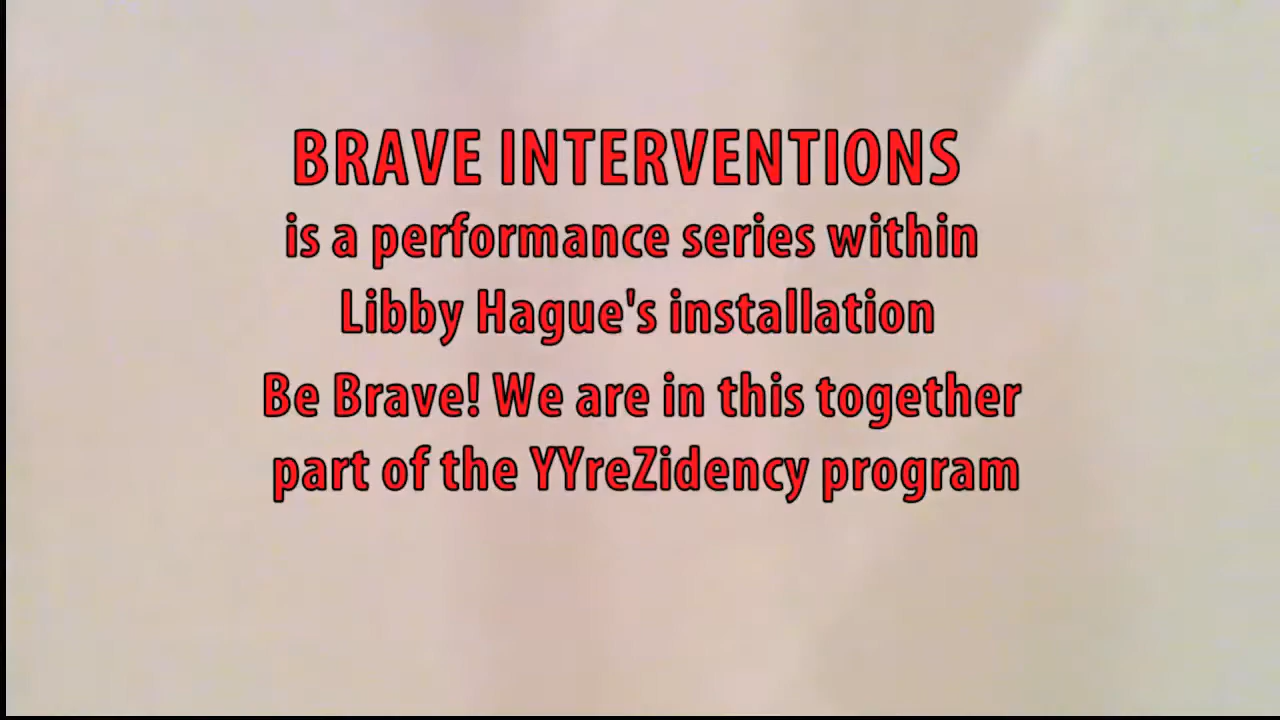 BRAVE INTERVENTIONS
is a performance series within
Libby Hague's installation
Be Brave! We are in this together
part of the YYreZidency program